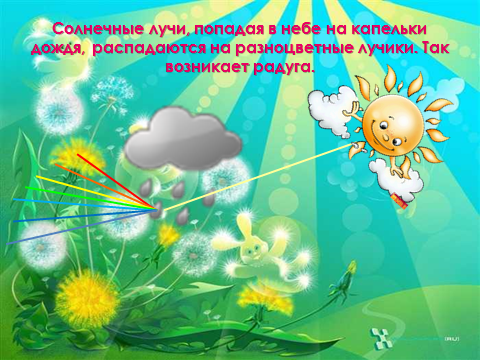 Солнечные лучи, попадая в небе на капельки
дождя, распадаются на разноцветные лучики. Так
возникает радуга.